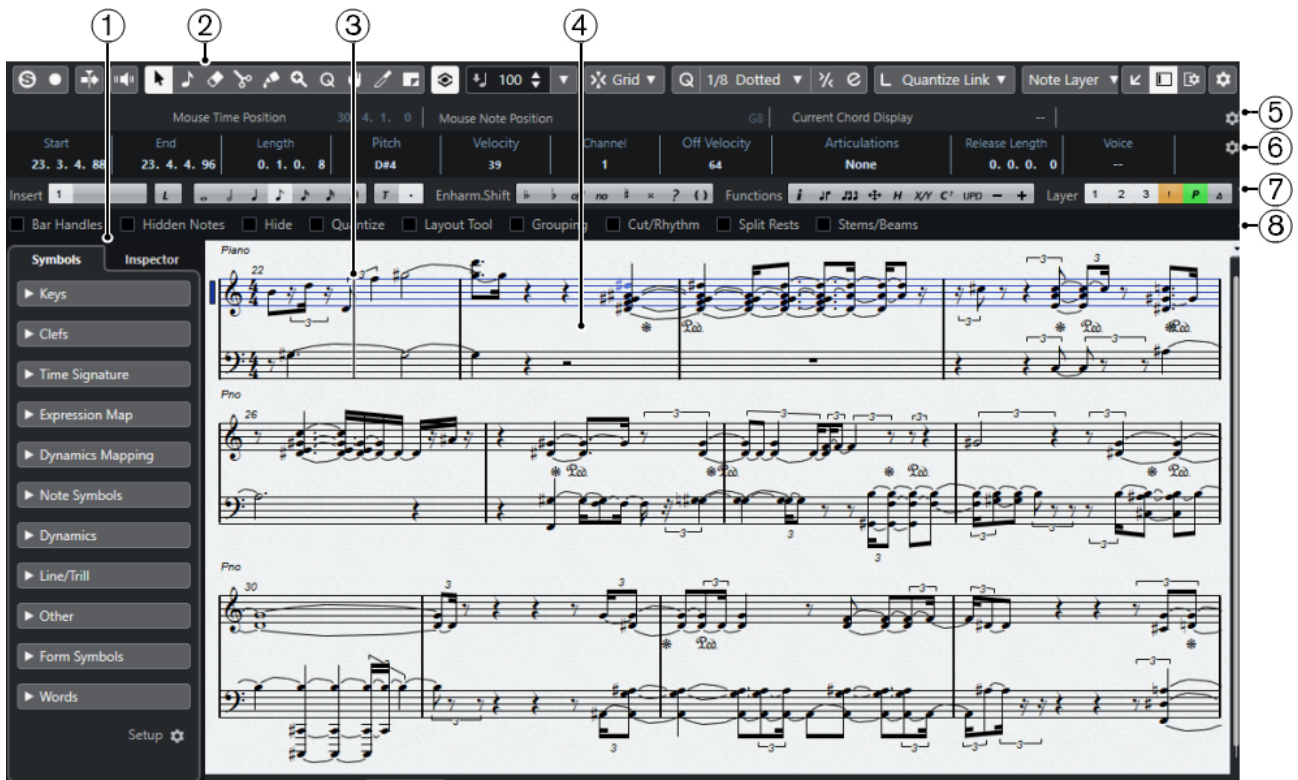 1 2 3 4
100 Grid Q 1/8 Dotted L Quantize Link Note Layer
Mouse Time Position 30. 4. 1. 0 Mouse Note Position G8 Current Chord Display -- 5
Start End Length Pitch Velocity Channel Off Velocity Articulations Release Length Voice 6
23. 3. 4. 88 23. 4. 4. 96 0. 1. 0. 8 D#4 39 1 64 None 0. 0. 0. 0 --
Insert 1 L T . Enharm.Shift off no ? ( ) Functions i H X/Y C7 UPD − + Layer 1 2 3 P 7
Bar Handles Hidden Notes Hide Quantize Layout Tool Grouping Cut/Rhythm Split Rests Stems/Beams 8
Symbols Inspector
Keys
Clefs
Time Signature
Expression Map
Dynamics Mapping
Note Symbols
Dynamics
Line/Trill
Other
Form Symbols
Words
Setup
Piano
22
Pno
26
Pno
30